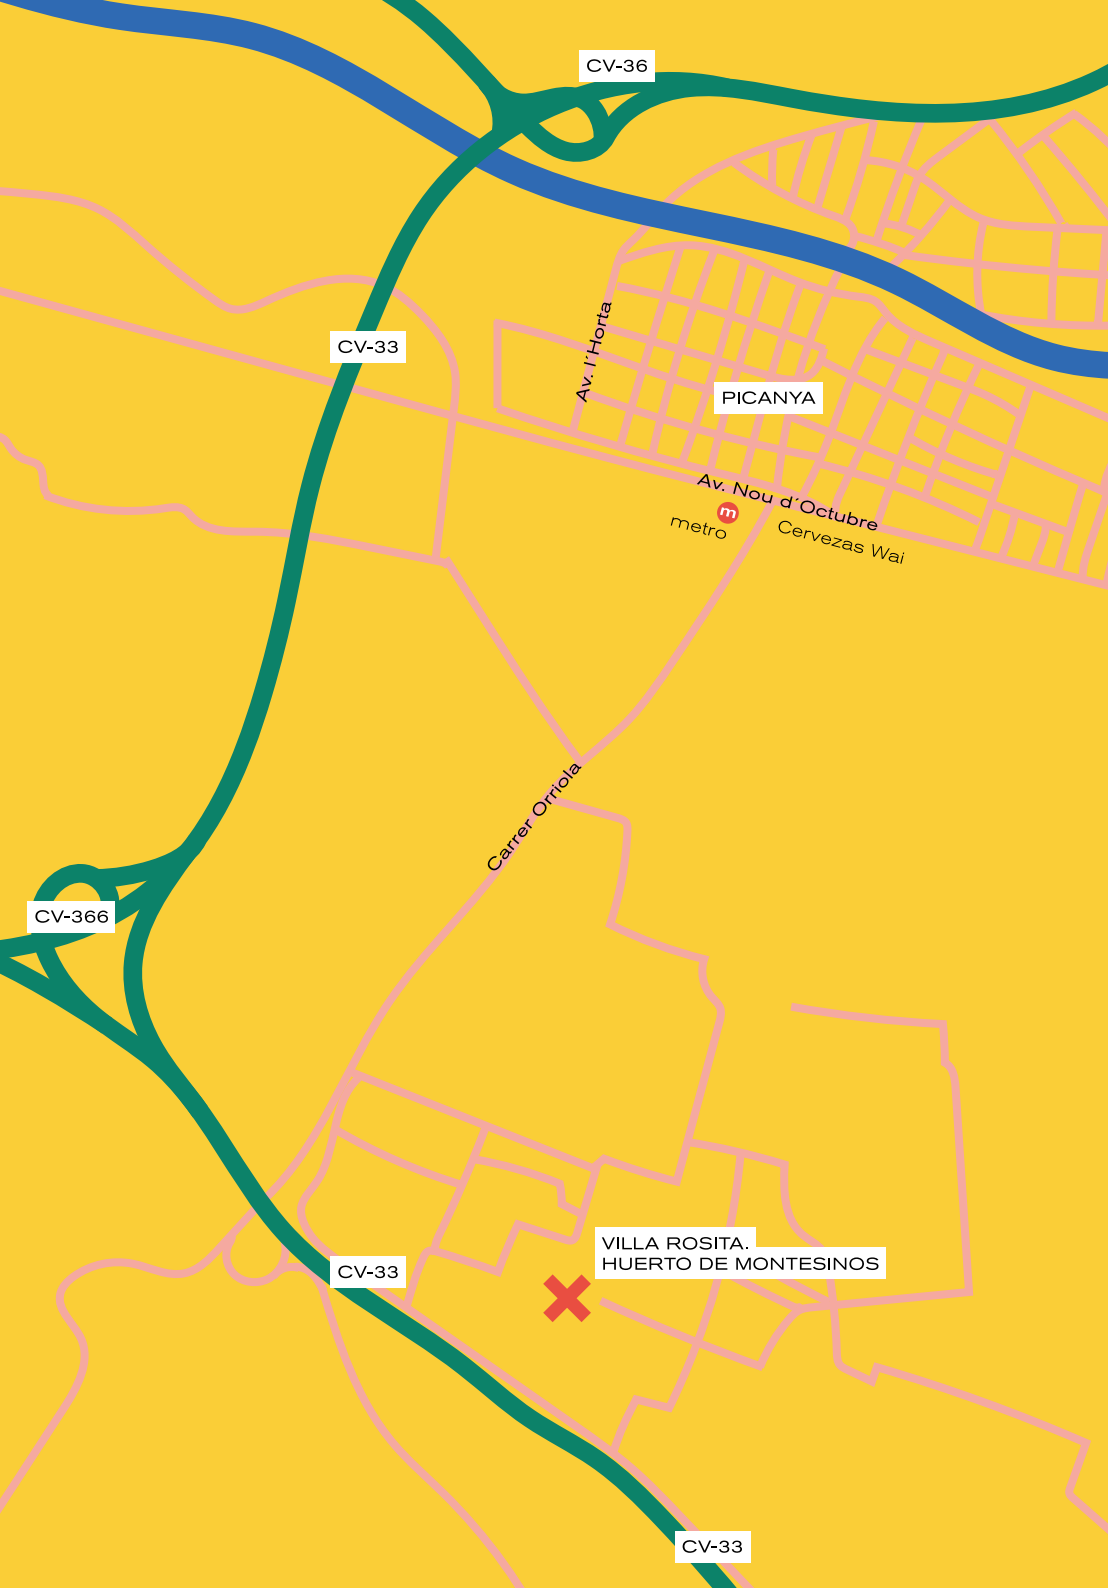 CV-36
CV-33
Av. l´Horta
PICANYA
Av. Nou d´Octubre
m
metro
Cervezas Wai
Carrer Orriola
CV-366
VILLA ROSITA.
HUERTO DE MONTESINOS
CV-33
CV-33